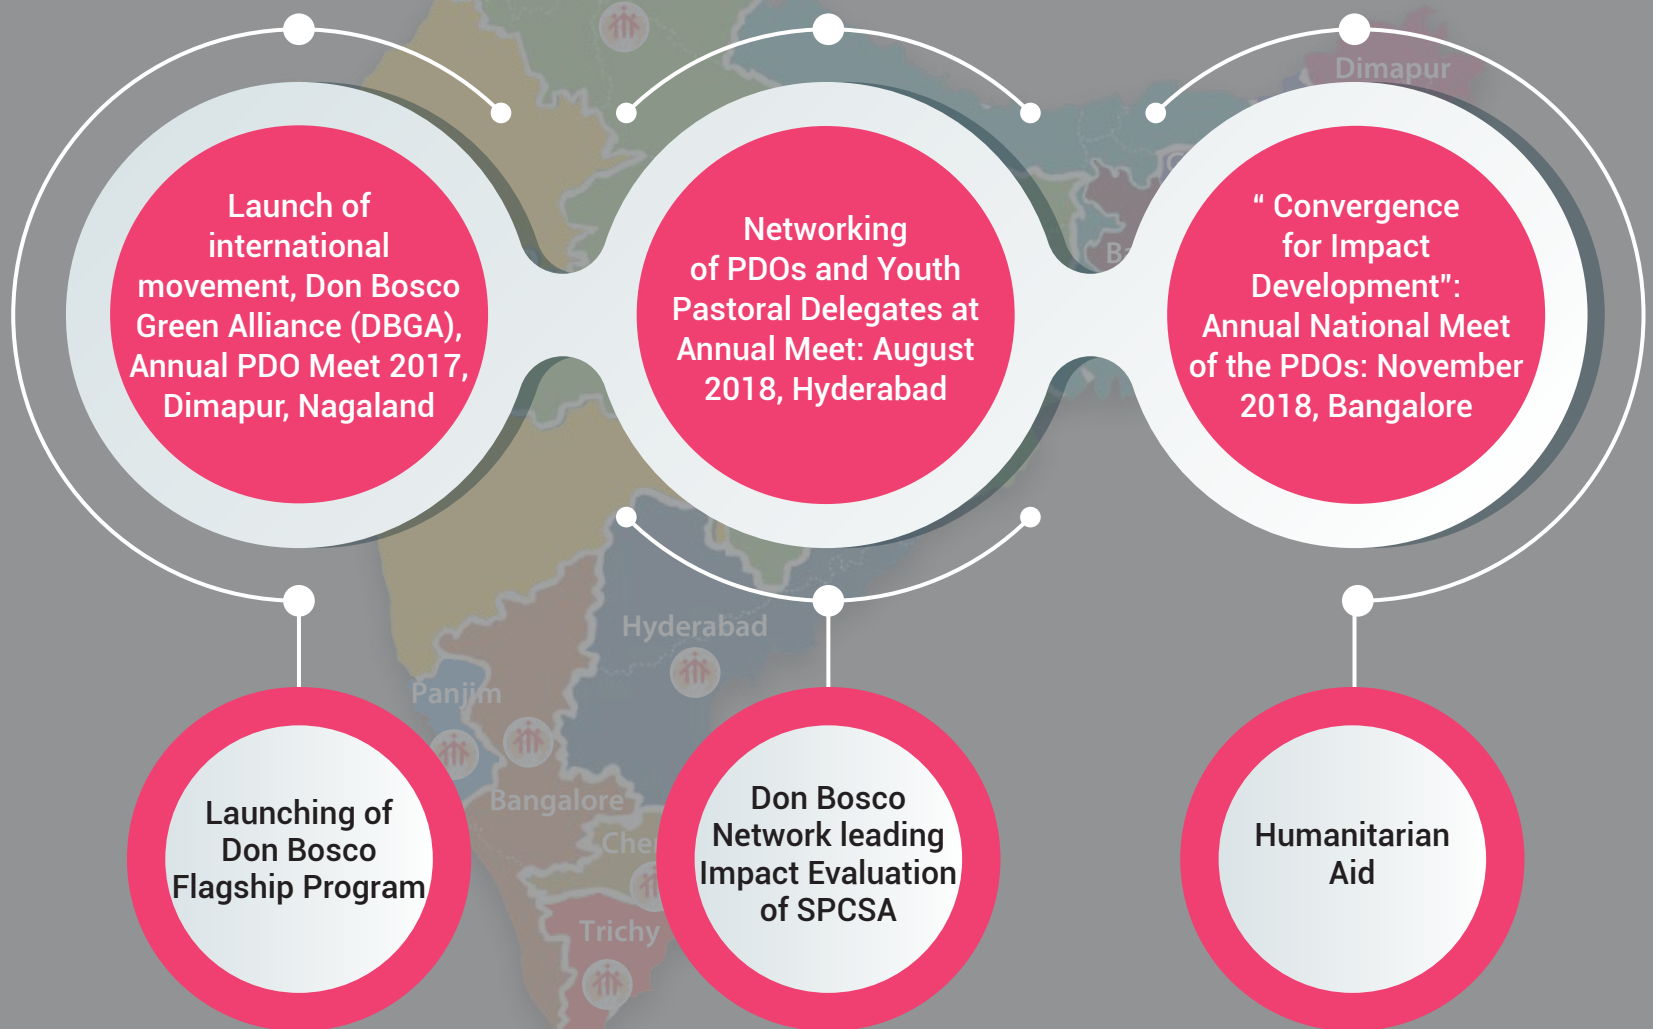 Dimapur
Launch of
international
movement, Don Bosco
Green Alliance (DBGA),
Annual PDO Meet 2017,
Dimapur, Nagaland
Networking
of PDOs and Youth
Pastoral Delegates at
Annual Meet: August
2018, Hyderabad
“ Convergence
for Impact
Development”:
Annual National Meet
of the PDOs: November
2018, Bangalore
Hyderabad
Panjim
Bangalore
Trichy
Launching of
Don Bosco
Flagship Program
Don Bosco
Network leading
Impact Evaluation
of SPCSA
Humanitarian
Aid